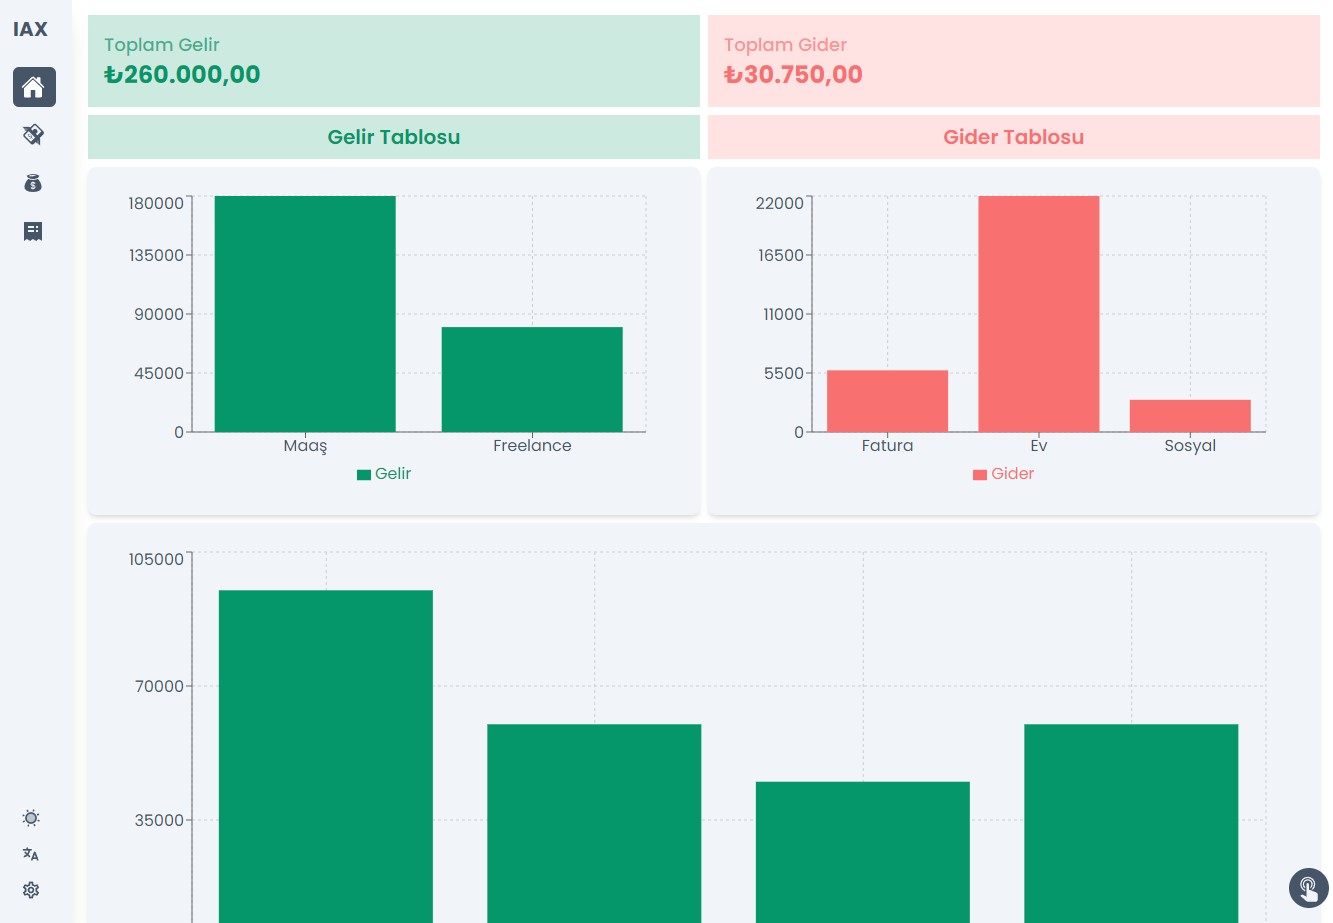 IAX
Toplam Gelir
₺260.000,00
Toplam Gider
₺30.750,00
Gelir Tablosu
Gider Tablosu
180000
135000
90000
45000
0
Maaş
Freelance
Gelir
22000
16500
11000
5500
0
Fatura
Ev
Sosyal
Gider
105000
70000
35000